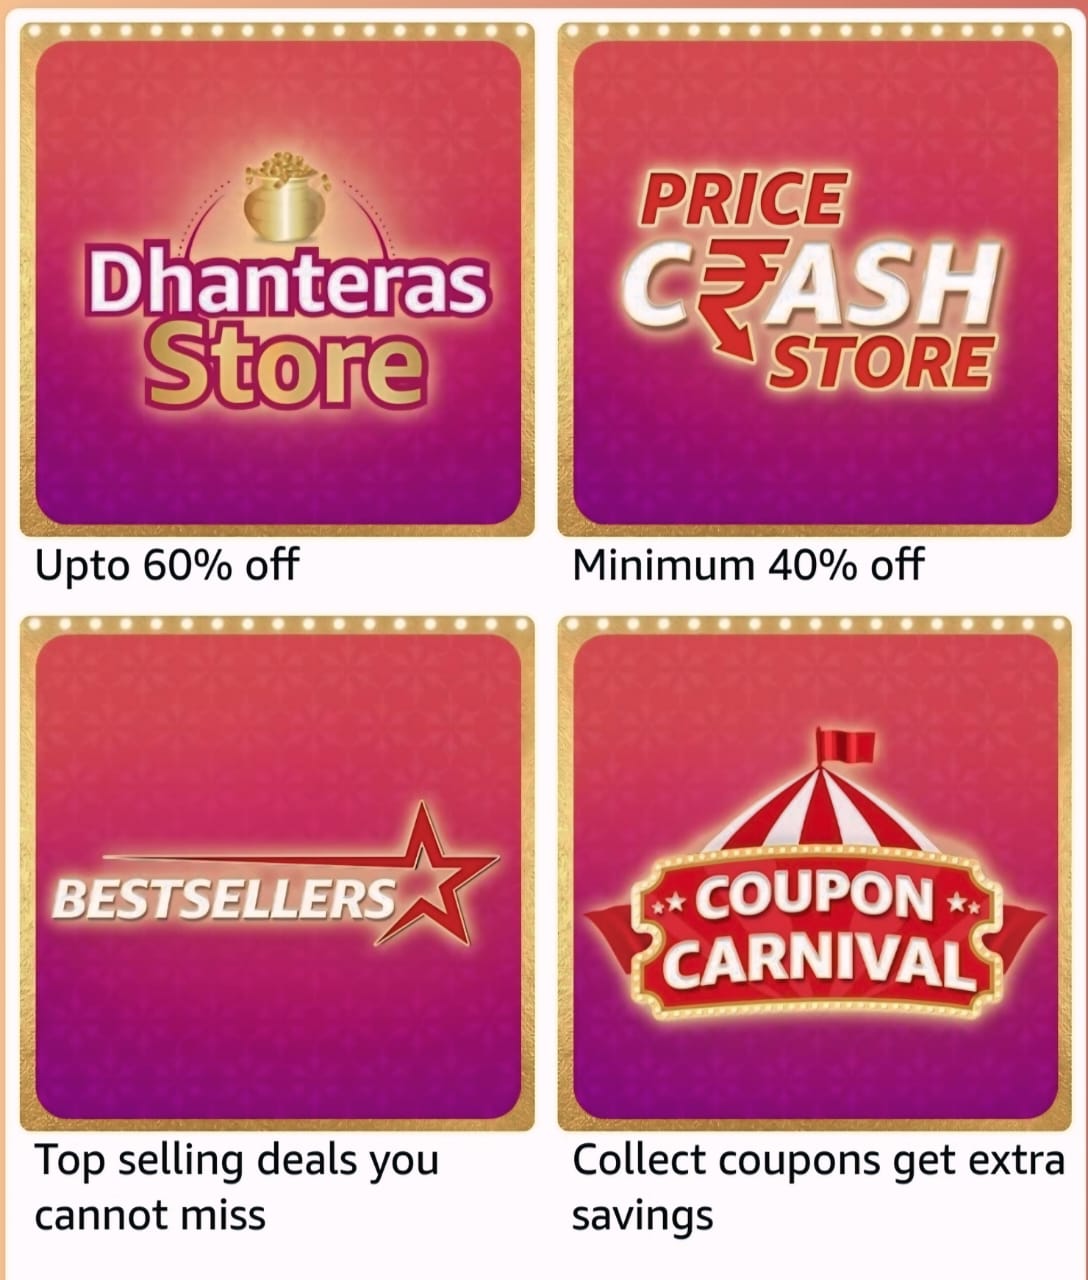 Dhanteras
Store
Upto 60% off
PRICE
C₹ASH
STORE
Minimum 40% off
BESTSELLERS
Top selling deals you
cannot miss
COUPON
CARNIVAL
Collect coupons get extra
savings